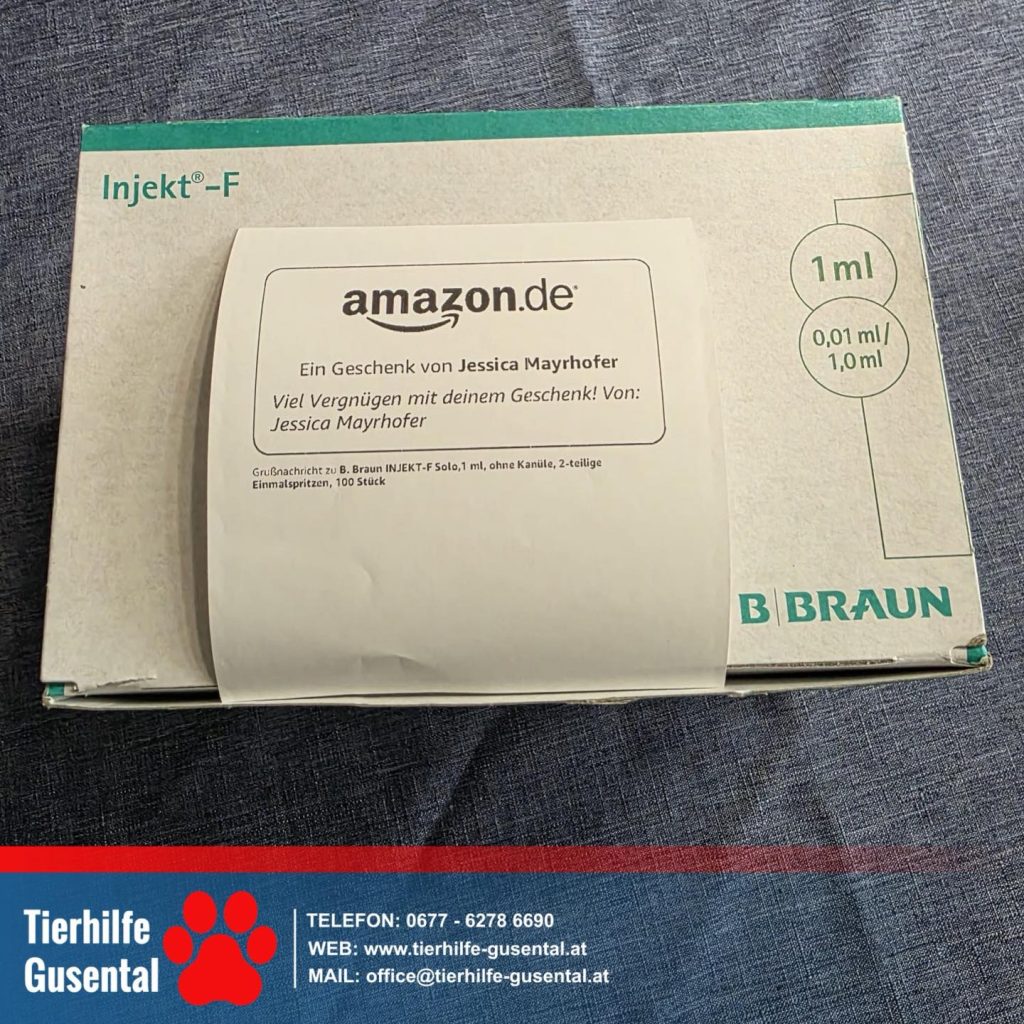 Injekt®-F
1 ml
0,01 ml/
1,0 ml
amazon.de
Ein Geschenk von Jessica Mayrhofer
Viel Vergnügen mit deinem Geschenk! Von:
Jessica Mayrhofer
Grußnachricht zu B. Braun INJEKT-F Solo,1 ml, ohne Kanüle, 2-teilige
Einmalspritzen, 100 Stück
B|BRAUN
Tierhilfe
Gusental
TELEFON: 0677 - 6278 6690
WEB: www.tierhilfe-gusental.at
MAIL: office@tierhilfe-gusental.at